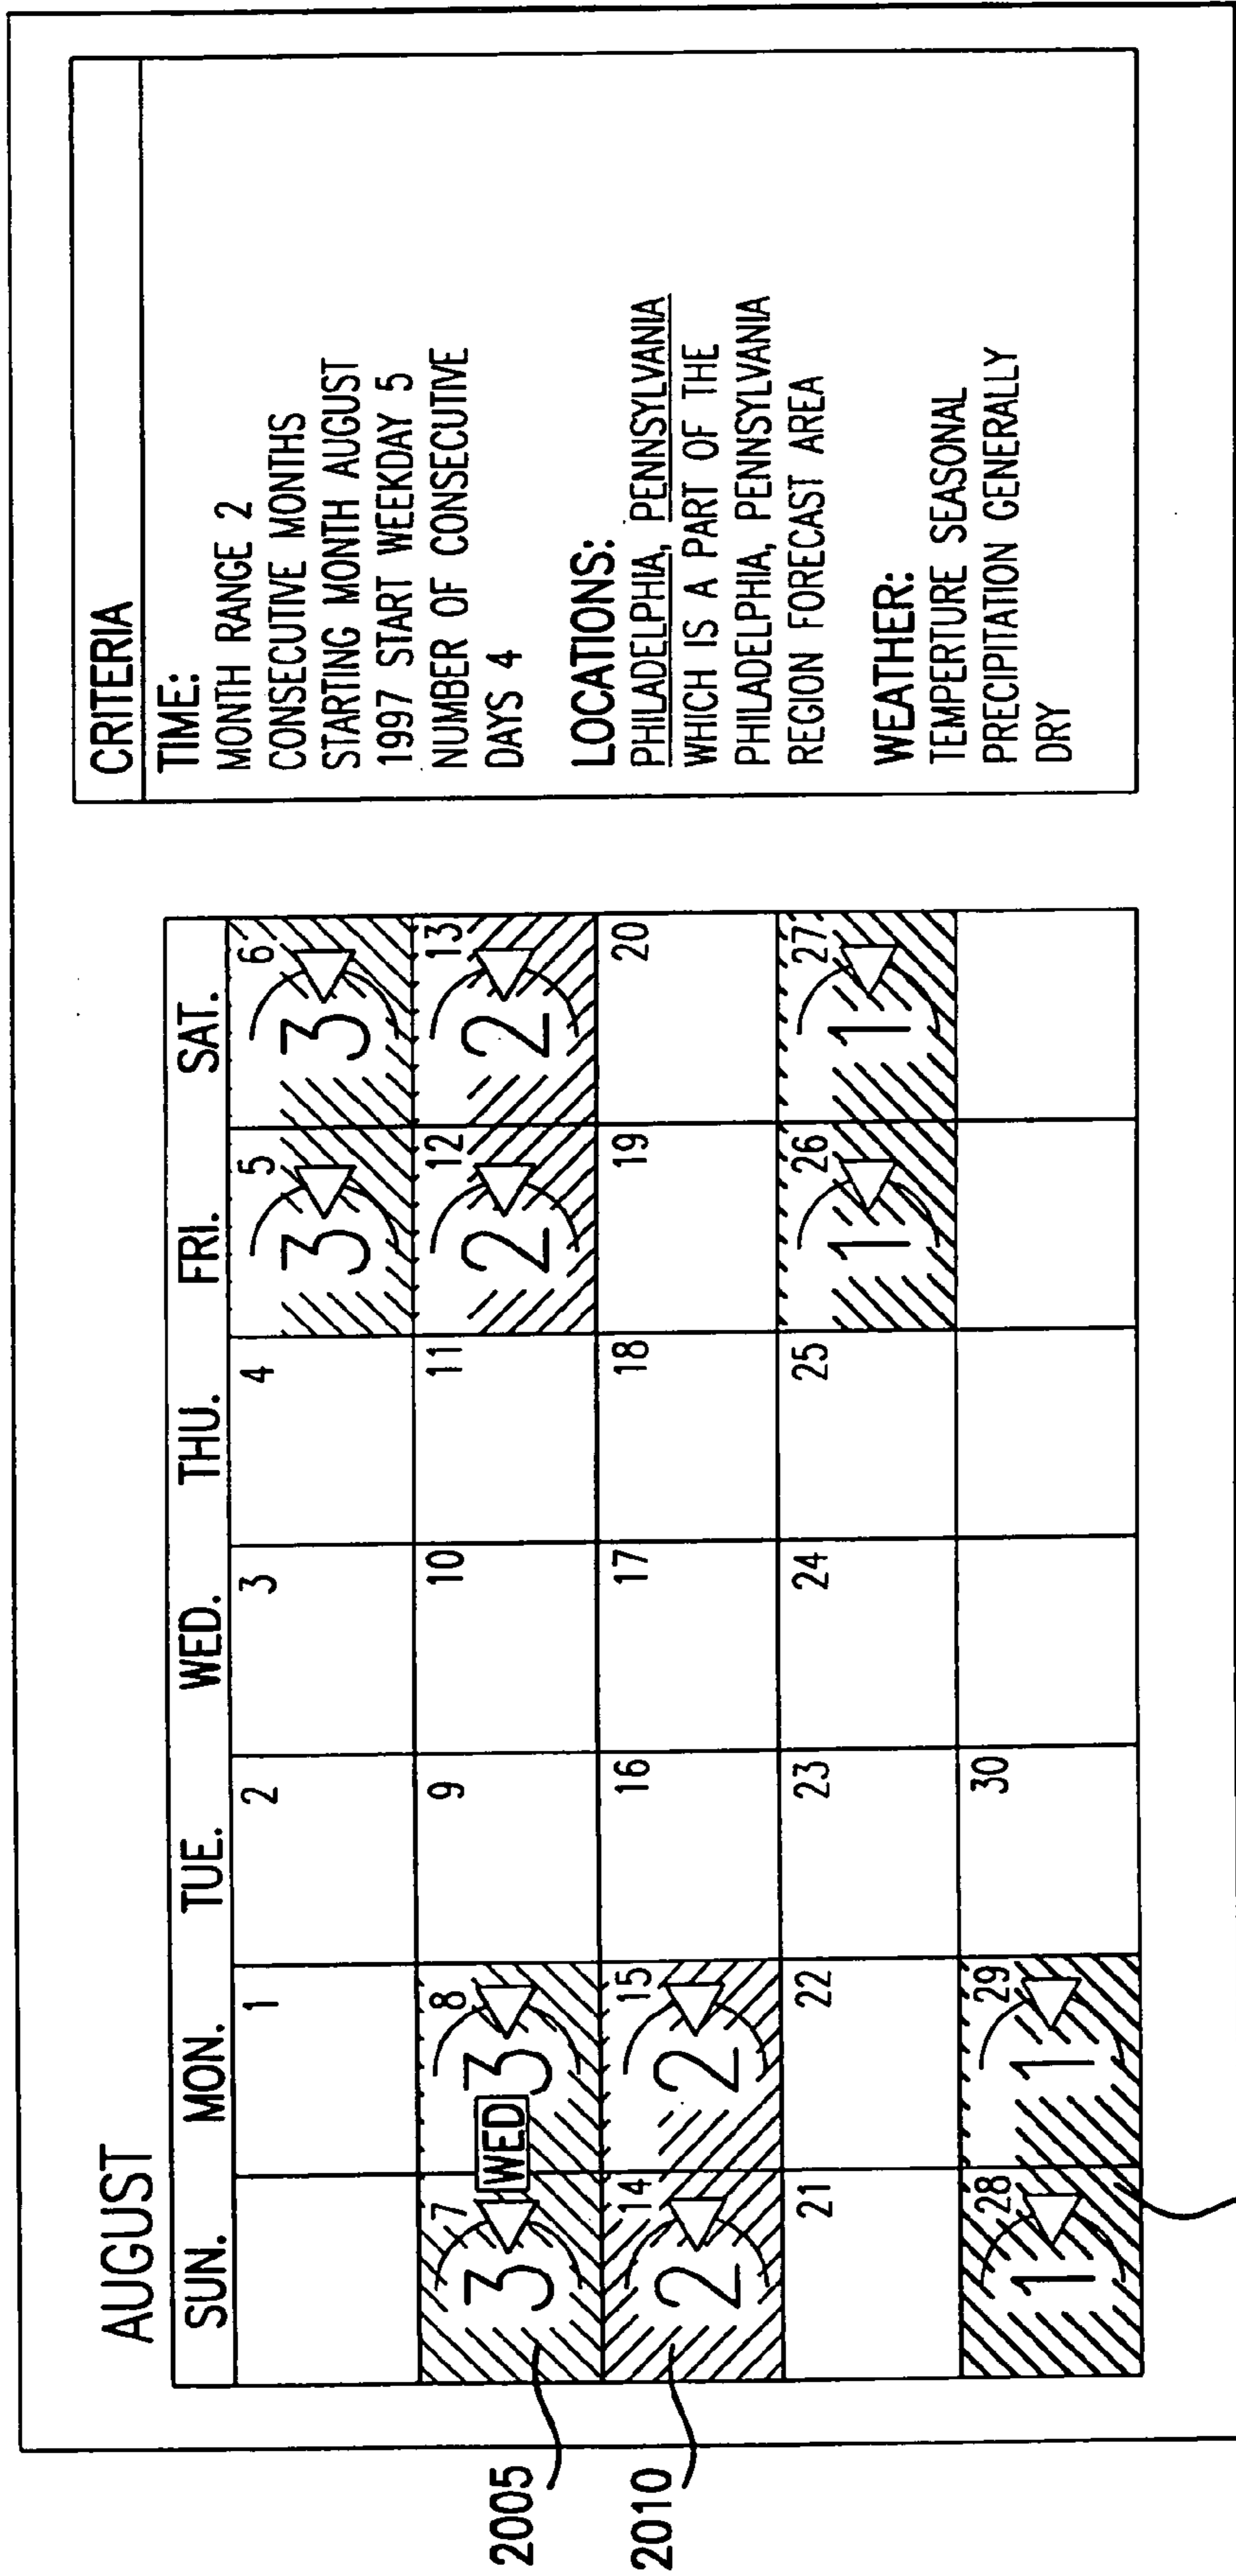 AUGUST
SUN. MON. TUE. WED. THU. FRI. SAT.
1 2 3 4 5 6
3 3
7 8 9 10 11 12 13
3 WED 3 2 2
14 15 16 17 18 19 20
2 2
21 22 23 24 25 26 27
1 1
28 29 30
1 1
2005
2010
CRITERIA
TIME:
MONTH RANGE 2
CONSECUTIVE MONTHS
STARTING MONTH AUGUST
1997 START WEEKDAY 5
NUMBER OF CONSECUTIVE
DAYS 4
LOCATIONS:
PHILADELPHIA, PENNSYLVANIA
WHICH IS A PART OF THE
PHILADELPHIA, PENNSYLVANIA
REGION FORECAST AREA
WEATHER:
TEMPERTURE SEASONAL
PRECIPITATION GENERALLY
DRY